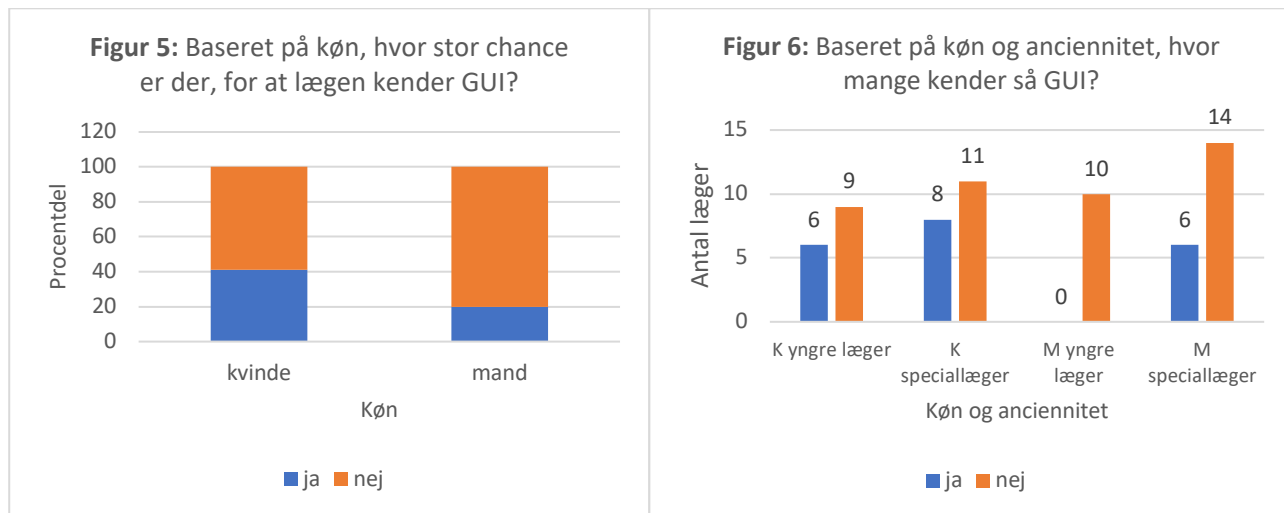 Figur 5: Baseret på køn, hvor stor chance
er der, for at lægen kender GUI?
120
100
80
60
40
20
0
Procentdel
kvinde
mand
Køn
ja
nej
Figur 6: Baseret på køn og anciennitet, hvor
mange kender så GUI?
15
10
5
0
Antal læger
6
9
8
11
0
10
6
14
K yngre læger
K
speciallæger
M yngre
læger
M
speciallæger
Køn og anciennitet
ja
nej